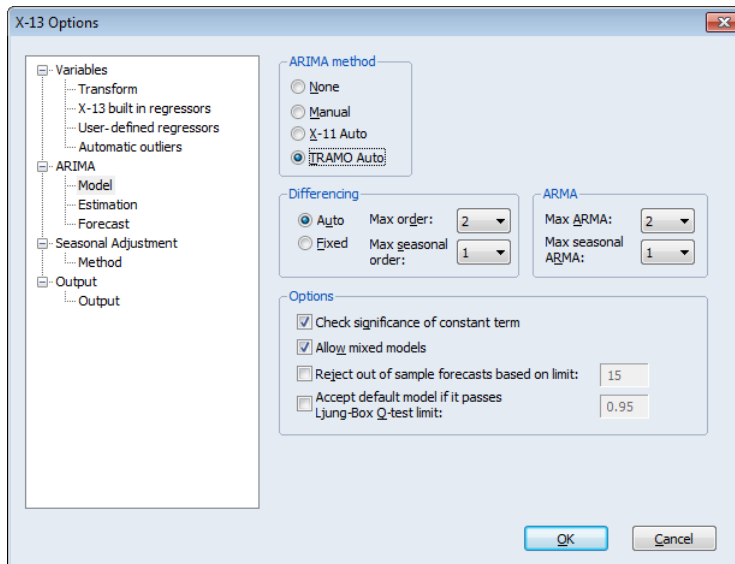 X-13 Options
Variables
Transform
X-13 built in regressors
User-defined regressors
Automatic outliers
ARIMA
Model
Estimation
Forecast
Seasonal Adjustment
Method
Output
Output
ARIMA method
None
Manual
X-11 Auto
TRAMO Auto
Differencing
Auto
Fixed
Max order:
2
Max seasonal
order:
1
ARMA
Max ARMA:
2
Max seasonal
ARMA:
1
Options
Check significance of constant term
Allow mixed models
Reject out of sample forecasts based on limit:
15
Accept default model if it passes
Ljung-Box Q-test limit:
0.95
OK
Cancel